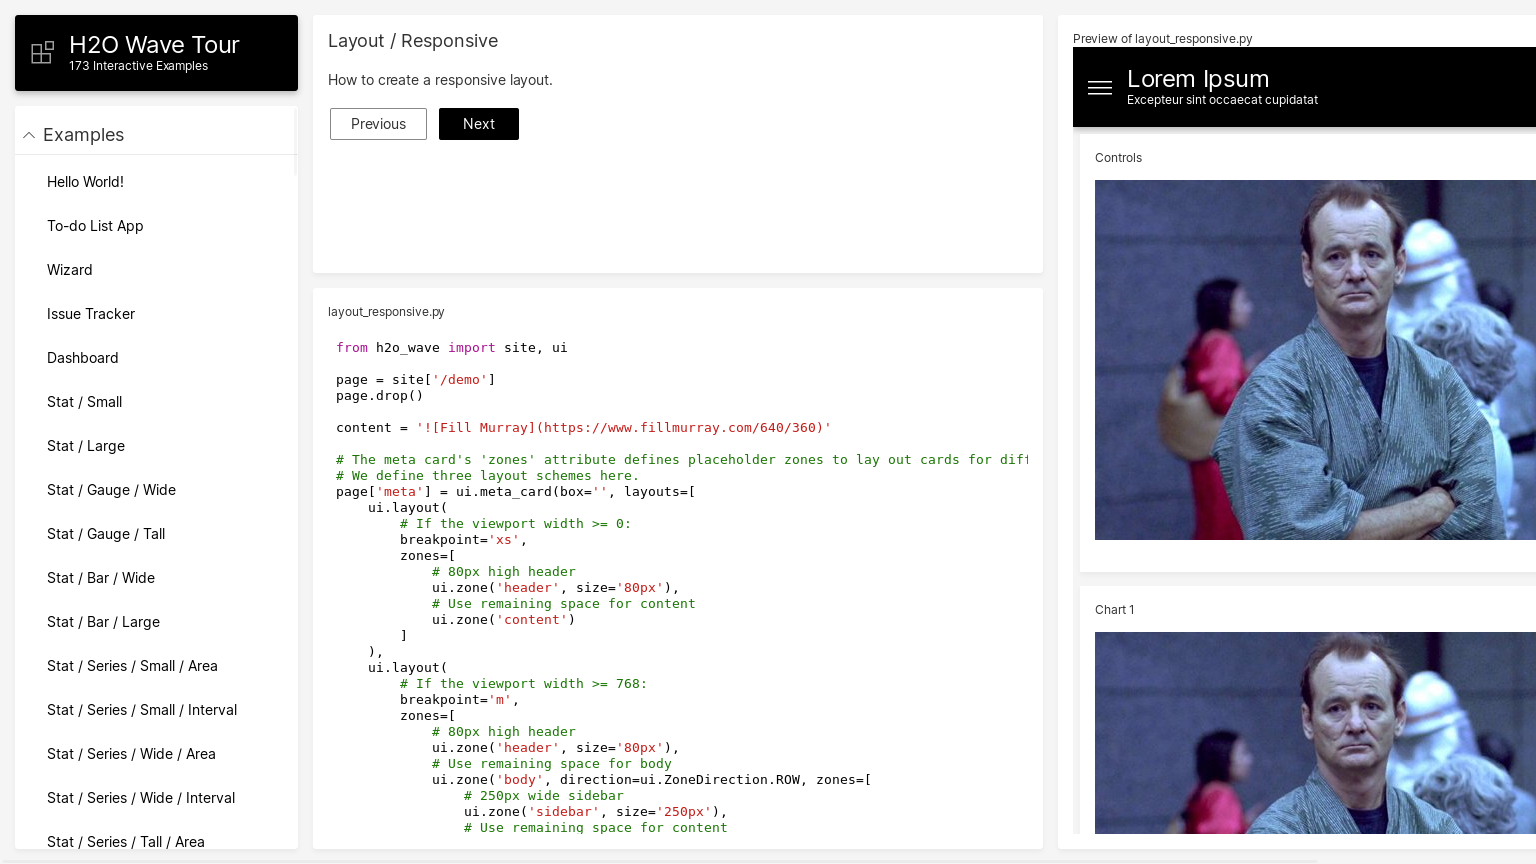 H2O Wave Tour
173 Interactive Examples
Examples
Hello World!
To-do List App
Wizard
Issue Tracker
Dashboard
Stat / Small
Stat / Large
Stat / Gauge / Wide
Stat / Gauge / Tall
Stat / Bar / Wide
Stat / Bar / Large
Stat / Series / Small / Area
Stat / Series / Small / Interval
Stat / Series / Wide / Area
Stat / Series / Wide / Interval
Stat / Series / Tall / Area
Layout / Responsive
How to create a responsive layout.
Previous
Next
layout_responsive.py
from h2o_wave import site, ui
page = site['/demo']
page.drop()
content = '![Fill Murray](https://www.fillmurray.com/640/360)'
# The meta card's 'zones' attribute defines placeholder zones to lay out cards for diff
# We define three layout schemes here.
page['meta'] = ui.meta_card(box='', layouts=[
    ui.layout(
        # If the viewport width >= 0:
        breakpoint='xs',
        zones=[
            # 80px high header
            ui.zone('header', size='80px'),
            # Use remaining space for content
            ui.zone('content')
        ]
    ),
    ui.layout(
        # If the viewport width >= 768:
        breakpoint='m',
        zones=[
            # 80px high header
            ui.zone('header', size='80px'),
            # Use remaining space for body
            ui.zone('body', direction=ui.ZoneDirection.ROW, zones=[
                # 250px wide sidebar
                ui.zone('sidebar', size='250px'),
                # Use remaining space for content
Preview of layout_responsive.py
Lorem Ipsum
Excepteur sint occaecat cupidatat
Controls
Chart 1